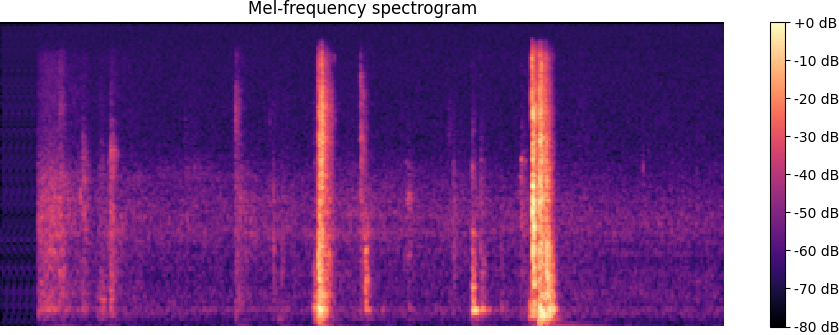 Mel-frequency spectrogram
+0 dB
-10 dB
-20 dB
-30 dB
-40 dB
-50 dB
-60 dB
-70 dB
-80 dB